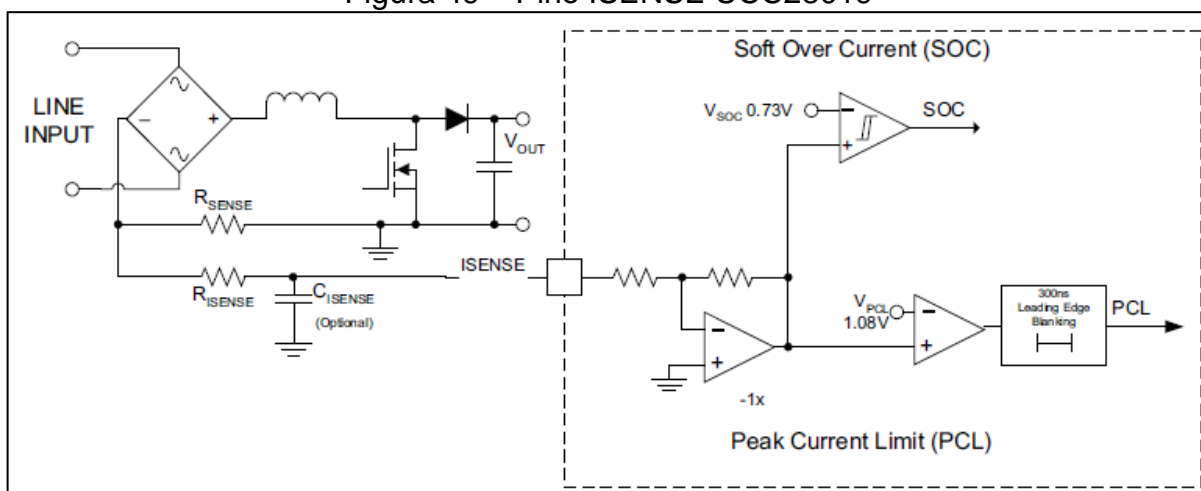 Soft Over Current (SOC)
LINE
INPUT
V_SOC 0.73V
SOC
V_OUT
R_SENSE
ISENSE
R_ISENSE
C_ISENSE
(Optional)
V_PCL
1.08V
300ns
Leading Edge
Blanking
PCL
-1x
Peak Current Limit (PCL)